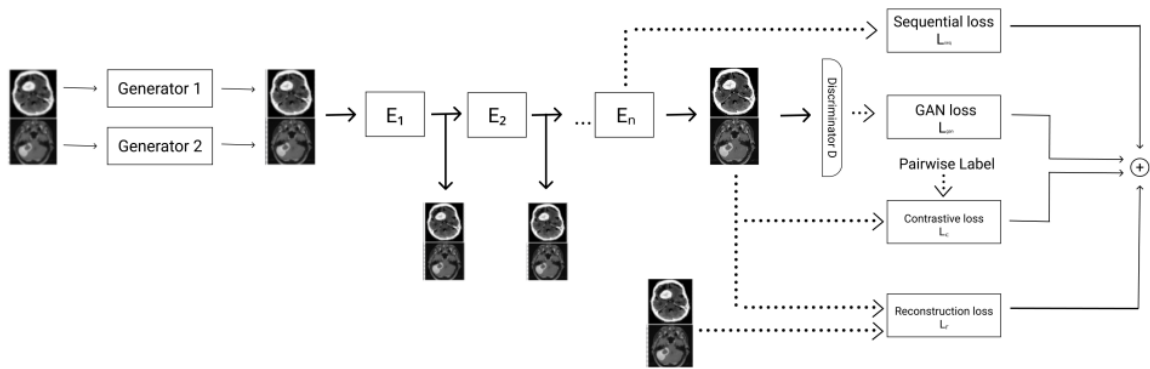 Sequential loss
L
Generator 1
Generator 2
E1
E2
...
En
Discriminator D
GAN loss
Lgan
Pairwise Label
Contrastive loss
Lc
Reconstruction loss
Lr
+